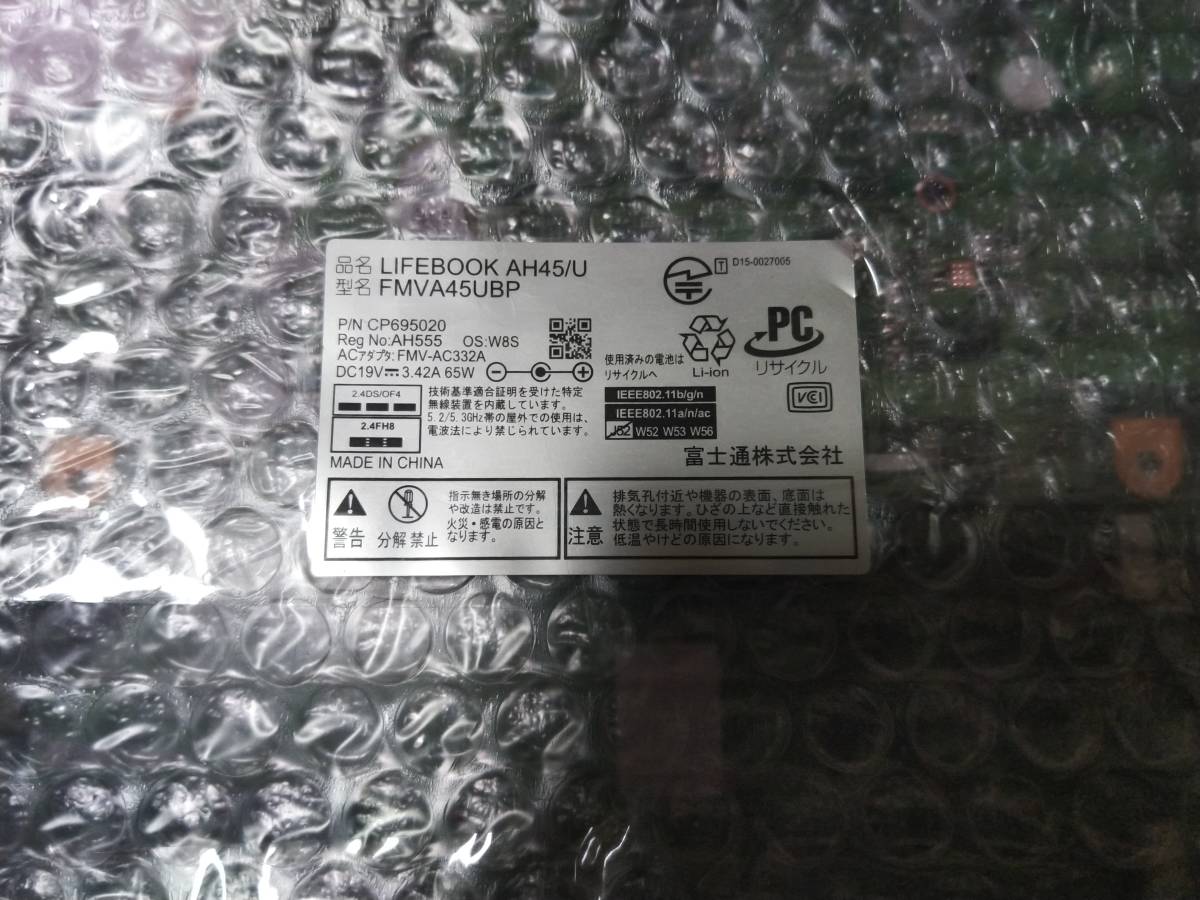 品名 LIFEBOOK AH45/U
型名 FMVA45UBP
T D15-0027005
P/N CP695020
Reg No:AH555 OS:W8S
ACアダプタ: FMV-AC332A
DC19V 3.42A 65W
使用済みの電池は
リサイクルへ
Li-ion
PC
リサイクル
2.4DS/OF4
2.4FH8
技術基準適合証明を受けた特定
無線装置を内蔵しています。
5.2/5.3GHz帯の屋外での使用は、
電波法により禁じられています。
IEEE802.11b/g/n
IEEE802.11a/n/ac
J52 W52 W53 W56
VCI
MADE IN CHINA
富士通株式会社
警告
分解禁止
指示無き場所の分解
や改造は禁止です。
火災・感電の原因と
なります。
注意
排気孔付近や機器の表面、底面は
熱くなります。ひざの上など直接触れた
状態で長時間使用しないでください。
低温やけどの原因になります。